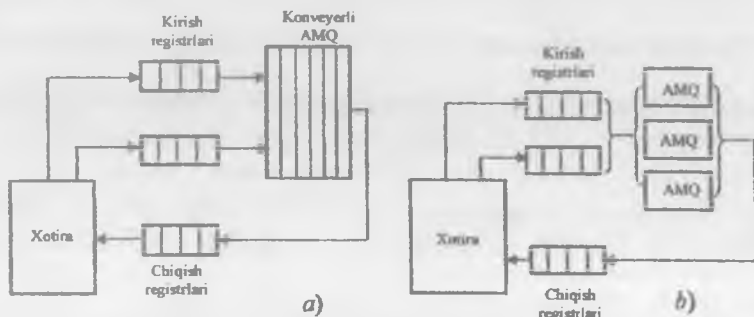 Kirish
registrlari
Konveyerli
AMQ
Xotira
Chiqish
registrlari
a)
Kirish
registrlari
AMQ
AMQ
AMQ
Xotira
Chiqish
registrlari
b)